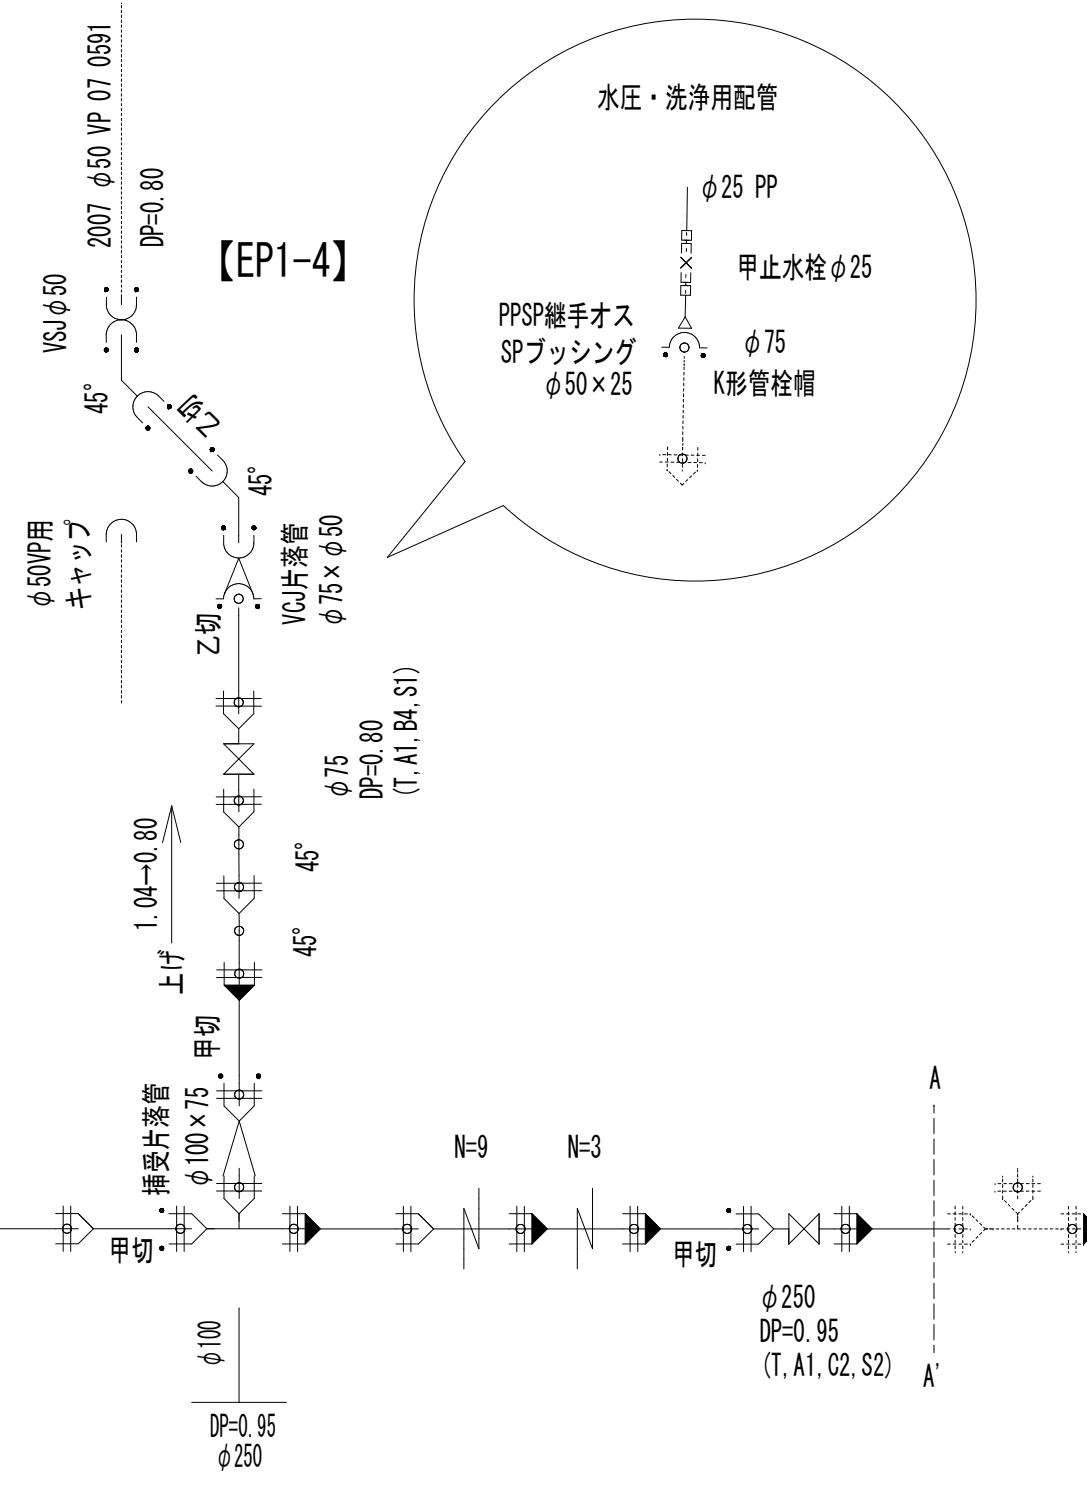 水圧・洗浄用配管
φ25 PP
甲止水栓φ25
PPSP継手オス
SPブッシング
φ50×25
φ75
K形管栓帽
2007 φ50 VP 07 0591
DP=0.80
【EP1-4】
VSJφ50
45°
乙切
45°
φ50VP用
キャップ
VCJ片落管
φ75×φ50
乙切
φ75
DP=0.80
(T,A1,B4,S1)
1.04→0.80
上げ
45°
45°
甲切
挿受片落管
φ100×75
N=9
N=3
A
甲切
甲切
φ250
DP=0.95
(T,A1,C2,S2)
A'
φ100
DP=0.95
φ250